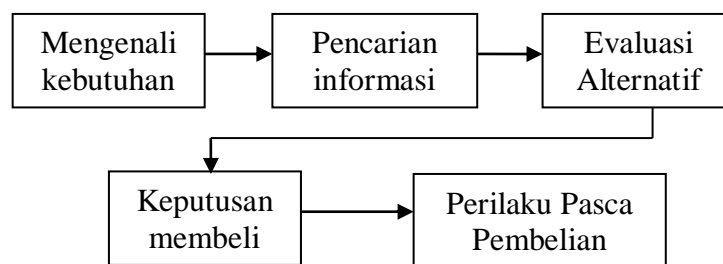 Mengenali
kebutuhan
Pencarian
informasi
Evaluasi
Alternatif
Keputusan
membeli
Perilaku Pasca
Pembelian